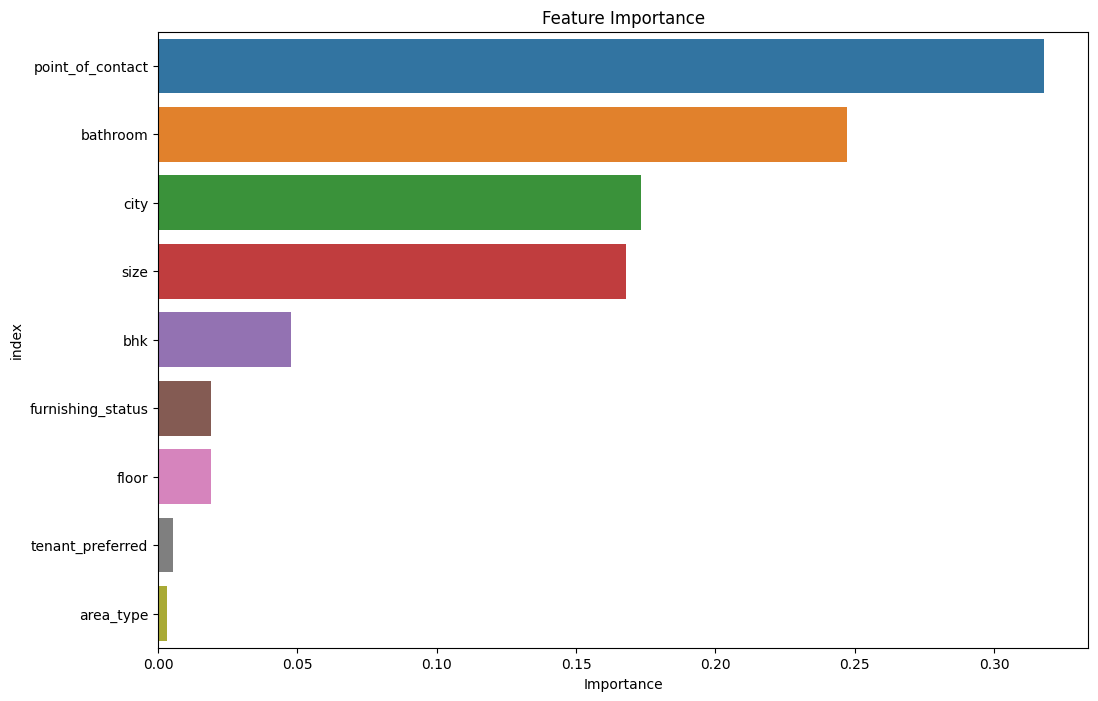 Feature Importance
point_of_contact
bathroom
city
size
bhk
furnishing_status
floor
tenant_preferred
area_type
index
0.00 0.05 0.10 0.15 0.20 0.25 0.30
Importance